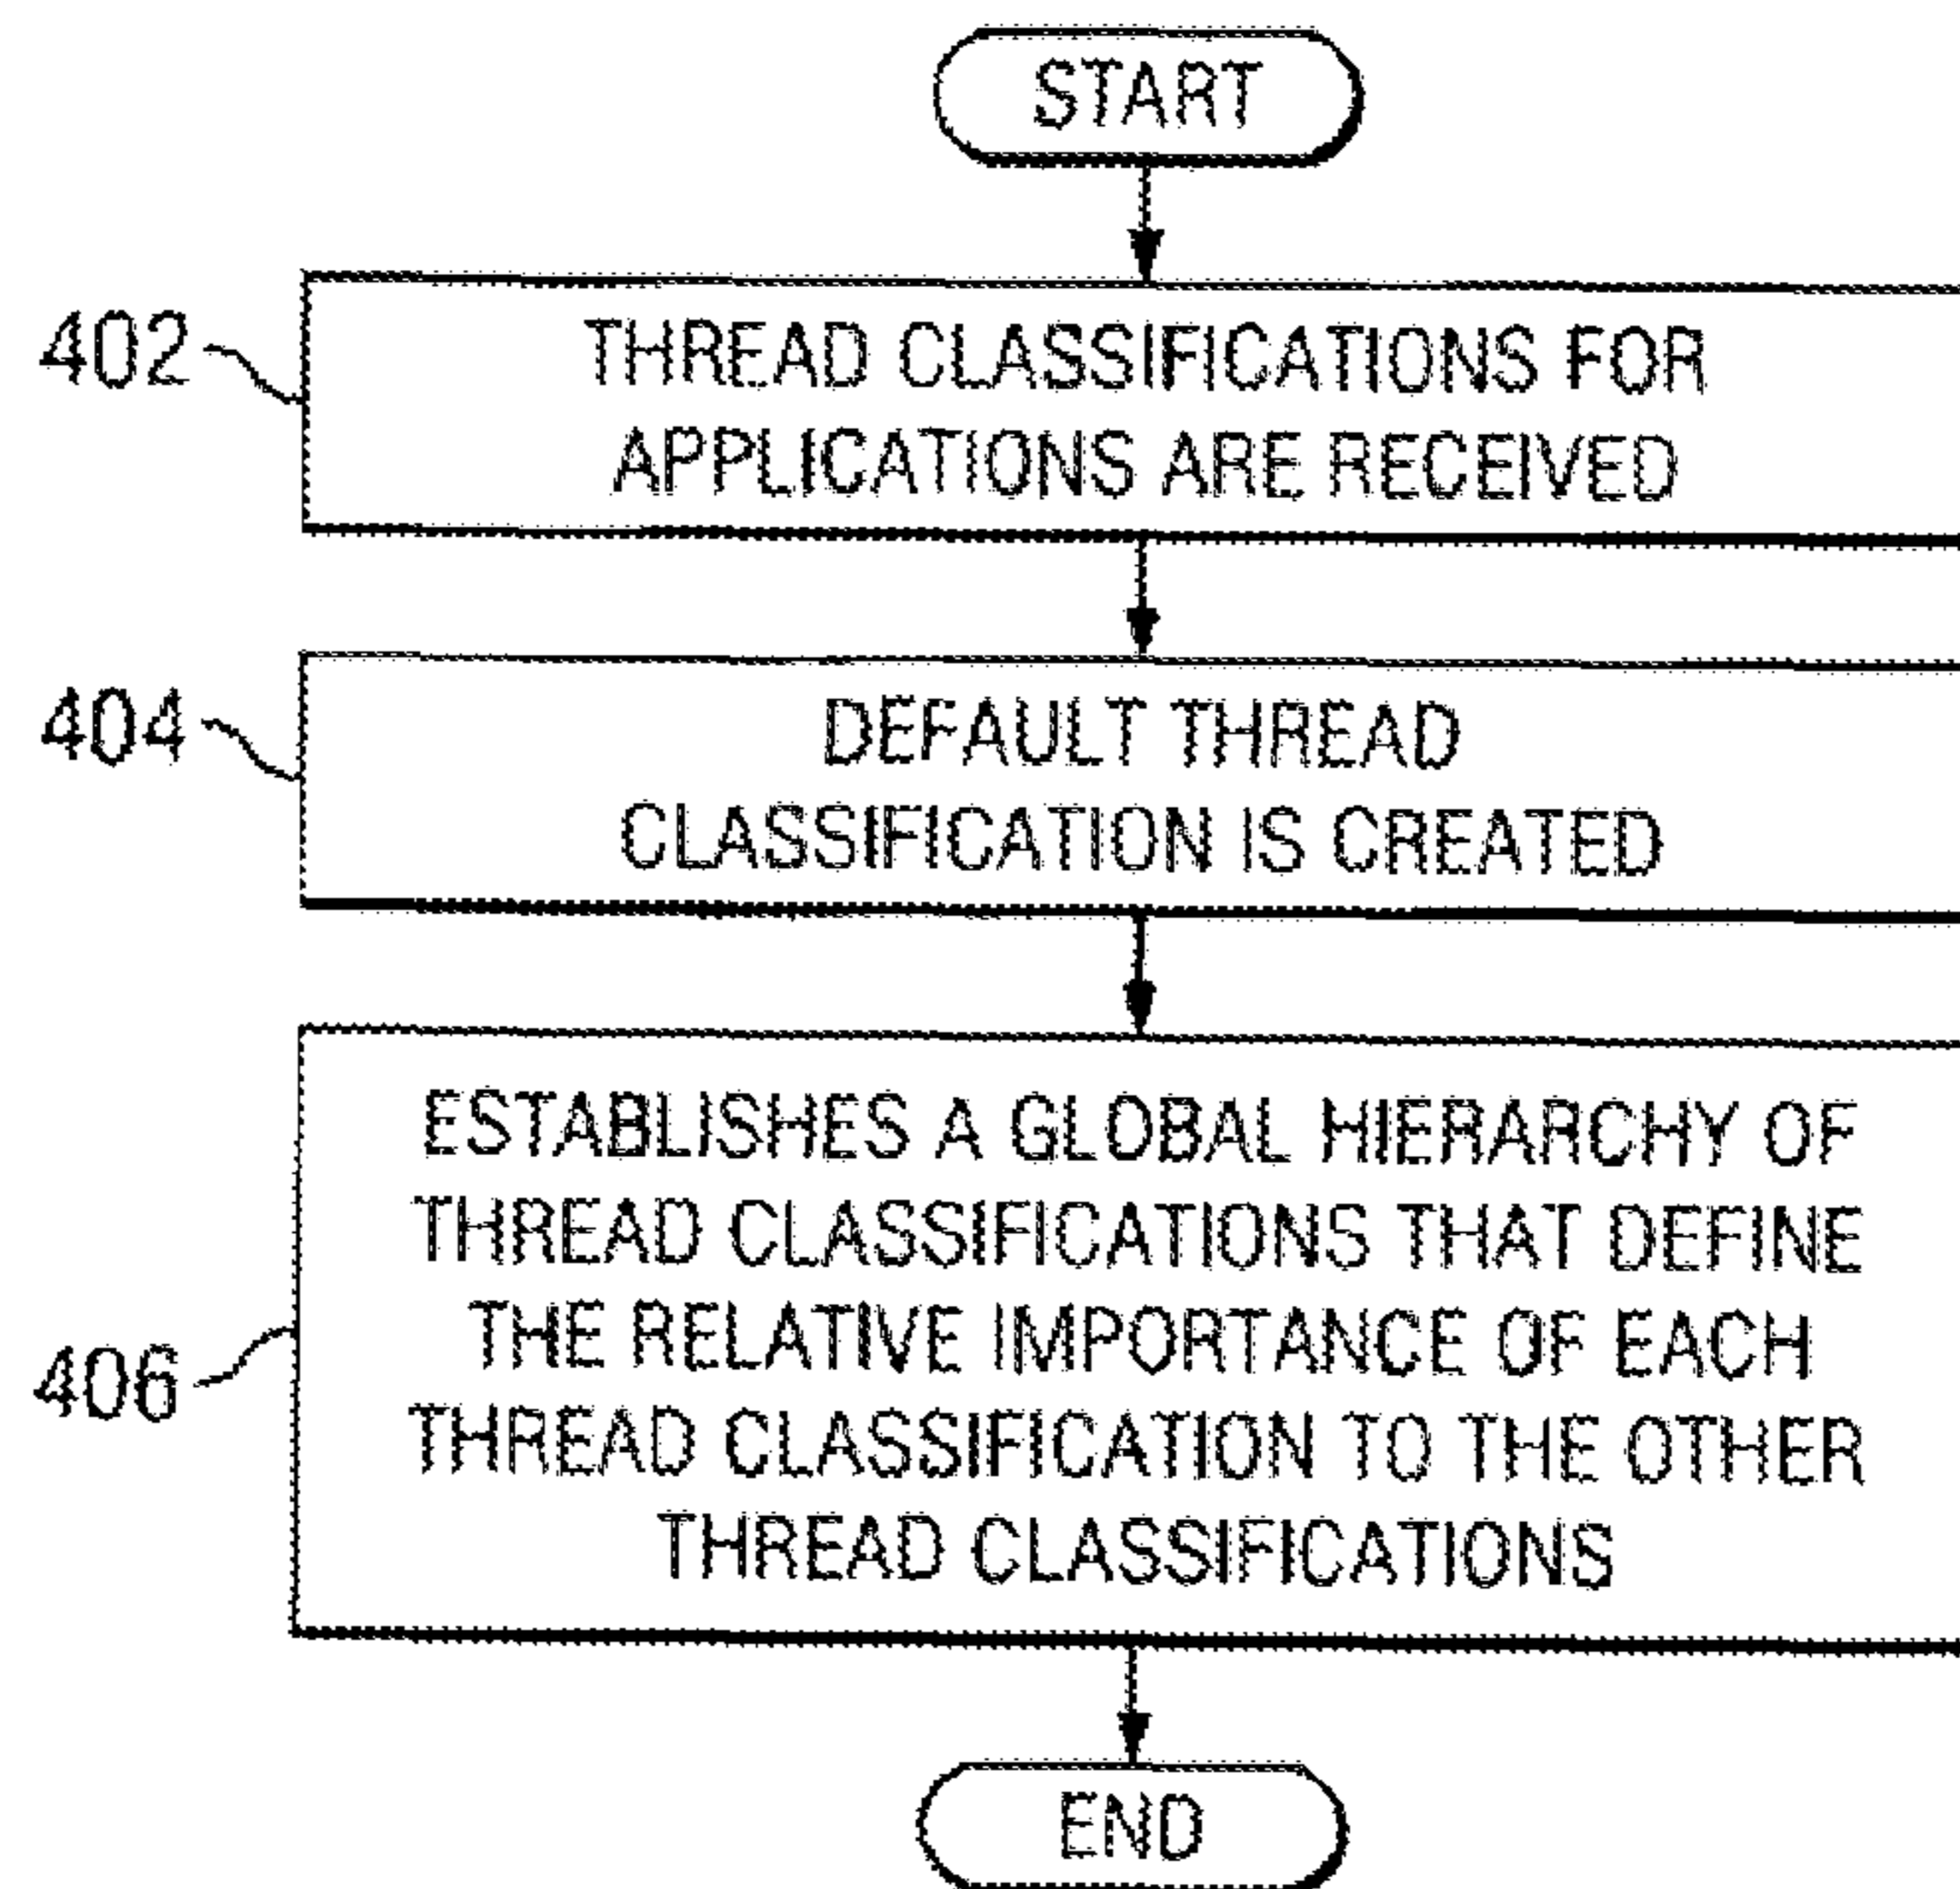 START
402
THREAD CLASSIFICATIONS FOR
APPLICATIONS ARE RECEIVED
404
DEFAULT THREAD
CLASSIFICATION IS CREATED
406
ESTABLISHES A GLOBAL HIERARCHY OF
THREAD CLASSIFICATIONS THAT DEFINE
THE RELATIVE IMPORTANCE OF EACH
THREAD CLASSIFICATION TO THE OTHER
THREAD CLASSIFICATIONS
END